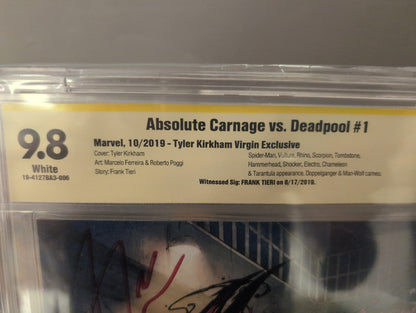 Absolute Carnage vs. Deadpool #1
9.8
White
19-41276A3-006
Marvel, 10/2019 - Tyler Kirkham Virgin Exclusive
Cover: Tyler Kirkham
Art: Marcelo Ferreira & Roberto Poggi
Story: Frank Tieri
Spider-Man, Vulture, Rhino, Scorpion, Tombstone,
Hammerhead, Shocker, Electro, Chameleon
& Tarantula appearance. Doppelganger & Man-Wolf cameo.
Witnessed Sig: FRANK TIERI on 8/17/2019.